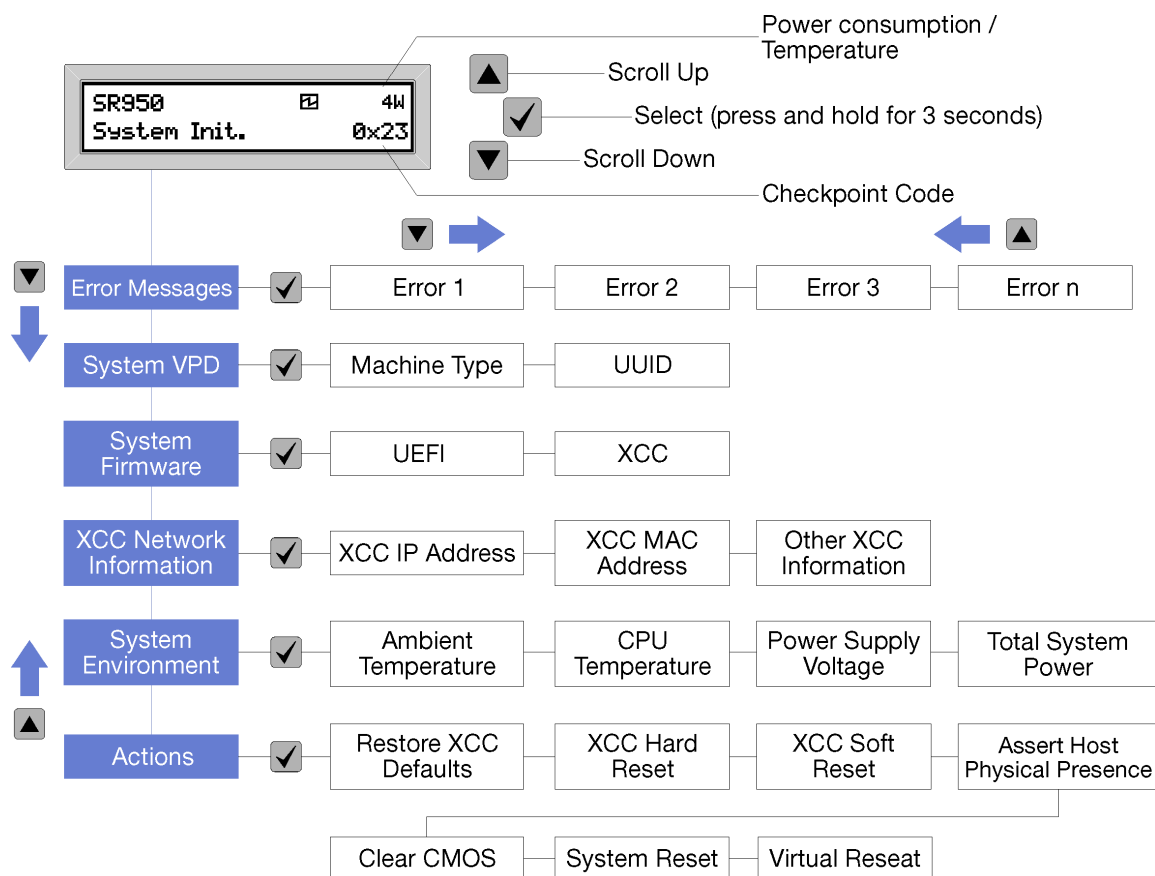 Power consumption /
Temperature
SR950 4W
System Init. 0x23
Scroll Up
Select (press and hold for 3 seconds)
Scroll Down
Checkpoint Code
Error Messages
Error 1
Error 2
Error 3
Error n
System VPD
Machine Type
UUID
System
Firmware
UEFI
XCC
XCC Network
Information
XCC IP Address
XCC MAC
Address
Other XCC
Information
System
Environment
Ambient
Temperature
CPU
Temperature
Power Supply
Voltage
Total System
Power
Actions
Restore XCC
Defaults
XCC Hard
Reset
XCC Soft
Reset
Assert Host
Physical Presence
Clear CMOS
System Reset
Virtual Reseat